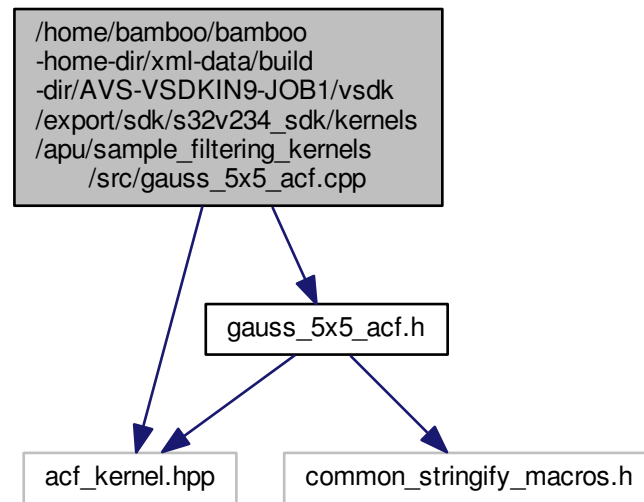 /home/bamboo/bamboo
-home-dir/xml-data/build
-dir/AVS-VSDKIN9-JOB1/vsdk
/export/sdk/s32v234_sdk/kernels
/apu/sample_filtering_kernels
/src/gauss_5x5_acf.cpp
gauss_5x5_acf.h
acf_kernel.hpp
common_stringify_macros.h